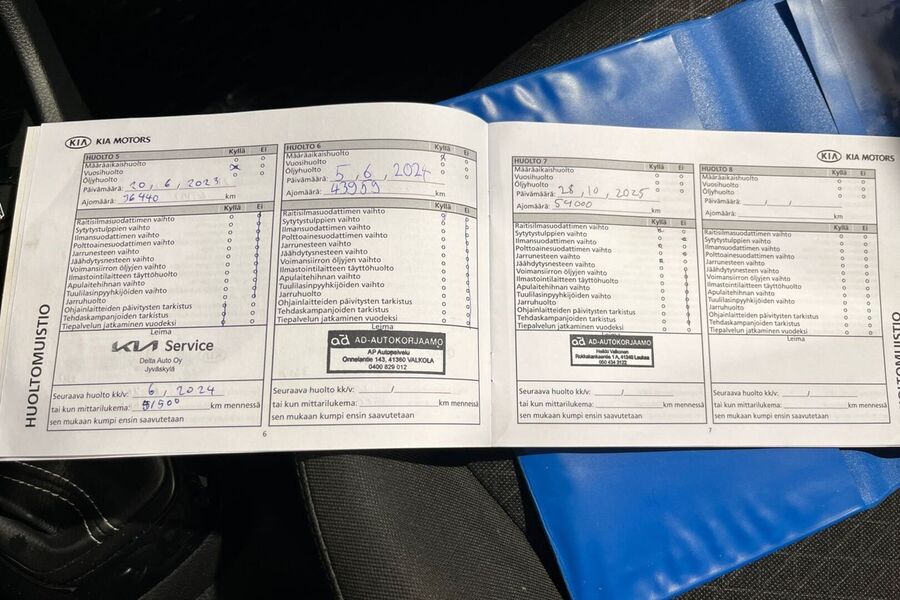 KIA KIA MOTORS
HUOLTO 5 Kyllä Ei
Määräaikaishuolto
Vuosihuolto
Öljyhuolto
Päivämäärä: 20, 6, 2023
Ajomäärä: 36440 km
Kyllä Ei
Raitisilmasuodattimen vaihto
Sytytystulppien vaihto
Ilmansuodattimen vaihto
Polttoainesuodattimen vaihto
Jarrunesteen vaihto
Jäähdytysnesteen vaihto
Voimansiirron öljyjen vaihto
Ilmastointilaitteen täyttöhuolto
Apulaitehihnan vaihto
Tuulilasinpyyhkijöiden vaihto
Jarruhuolto
Ohjainlaitteiden päivitysten tarkistus
Tehdaskampanjoiden tarkistus
Tiepalvelun jatkaminen vuodeksi
Leima
KIA Service
Delta Auto Oy
Jyväskylä
Seuraava huolto kk/v: 6, 2024
tai kun mittarilukema: 51500 km mennessä
sen mukaan kumpi ensin saavutetaan
HUOLTOMUISTIO
HUOLTO 6 Kyllä Ei
Määräaikaishuolto
Vuosihuolto
Öljyhuolto
Päivämäärä: 5, 6, 2024
Ajomäärä: 43959 km
Kyllä Ei
Raitisilmasuodattimen vaihto
Sytytystulppien vaihto
Ilmansuodattimen vaihto
Polttoainesuodattimen vaihto
Jarrunesteen vaihto
Jäähdytysnesteen vaihto
Voimansiirron öljyjen vaihto
Ilmastointilaitteen täyttöhuolto
Apulaitehihnan vaihto
Tuulilasinpyyhkijöiden vaihto
Jarruhuolto
Ohjainlaitteiden päivitysten tarkistus
Tehdaskampanjoiden tarkistus
Tiepalvelun jatkaminen vuodeksi
Leima
ad AD-AUTOKORJAAMO
AP Autopalvelu
Onnelantie 143, 41360 VALKOLA
0400 829 012
Seuraava huolto kk/v: /
tai kun mittarilukema: km mennessä
sen mukaan kumpi ensin saavutetaan
6
HUOLTO 7 Kyllä Ei
Määräaikaishuolto
Vuosihuolto
Öljyhuolto
Päivämäärä: 28, 10, 2025
Ajomäärä: 54000 km
Kyllä Ei
Raitisilmasuodattimen vaihto
Sytytystulppien vaihto
Ilmansuodattimen vaihto
Polttoainesuodattimen vaihto
Jarrunesteen vaihto
Jäähdytysnesteen vaihto
Voimansiirron öljyjen vaihto
Ilmastointilaitteen täyttöhuolto
Apulaitehihnan vaihto
Tuulilasinpyyhkijöiden vaihto
Jarruhuolto
Ohjainlaitteiden päivitysten tarkistus
Tehdaskampanjoiden tarkistus
Tiepalvelun jatkaminen vuodeksi
ad AD-AUTOKORJAAMO
Heikki Valkonen
050 434 2122
Seuraava huolto kk/v: /
tai kun mittarilukema: km mennessä
sen mukaan kumpi ensin saavutetaan
KIA KIA MOTORS
HUOLTO 8 Kyllä Ei
Määräaikaishuolto
Vuosihuolto
Öljyhuolto
Päivämäärä: , ,
Ajomäärä: km
Kyllä Ei
Raitisilmasuodattimen vaihto
Sytytystulppien vaihto
Ilmansuodattimen vaihto
Polttoainesuodattimen vaihto
Jarrunesteen vaihto
Jäähdytysnesteen vaihto
Voimansiirron öljyjen vaihto
Ilmastointilaitteen täyttöhuolto
Apulaitehihnan vaihto
Tuulilasinpyyhkijöiden vaihto
Jarruhuolto
Ohjainlaitteiden päivitysten tarkistus
Tehdaskampanjoiden tarkistus
Tiepalvelun jatkaminen vuodeksi
Leima
Seuraava huolto kk/v: /
tai kun mittarilukema: km mennessä
sen mukaan kumpi ensin saavutetaan
7